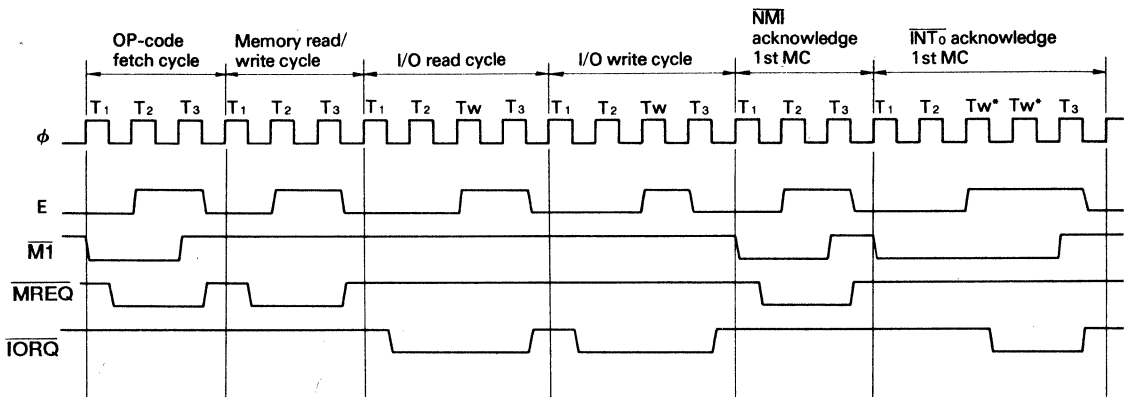 OP-code
fetch cycle
Memory read/
write cycle
I/O read cycle
I/O write cycle
NMI
acknowledge
1st MC
INT₀ acknowledge
1st MC
T₁ T₂ T₃ T₁ T₂ T₃ T₁ T₂ Tw T₃ T₁ T₂ Tw T₃ T₁ T₂ T₃ T₁ T₂ Tw* Tw* T₃
ϕ
E
M1
MREQ
IORQ